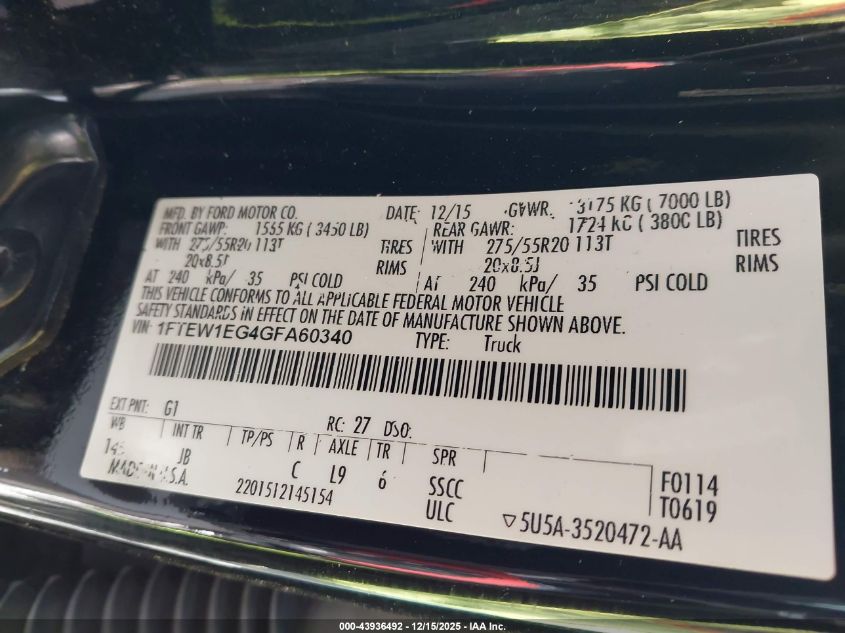 MFD. BY FORD MOTOR CO. DATE: 12/15 GVWR. 3175 KG ( 7000 LB)
FRONT GAWR: 1565 KG ( 3450 LB) REAR GAWR: 1724 KG ( 3800 LB)
WITH 275/55R20 113T TIRES WITH 275/55R20 113T TIRES
20x8.5J RIMS 20x8.5J RIMS
AT 240 kPa/ 35 PSI COLD AT 240 kPa/ 35 PSI COLD
THIS VEHICLE CONFORMS TO ALL APPLICABLE FEDERAL MOTOR VEHICLE
SAFETY STANDARDS IN EFFECT ON THE DATE OF MANUFACTURE SHOWN ABOVE.
VIN: 1FTEW1EG4GFA60340 TYPE: Truck
EXT PNT: G1 RC: 27 DSO:
WB INT TR TP/PS R AXLE TR SPR
JB C L9 6 SSCC F0114
MADE IN U.S.A. 2201512145154 ULC T0619
5U5A-3520472-AA
000-43936492 - 12/15/2025 - IAA Inc.